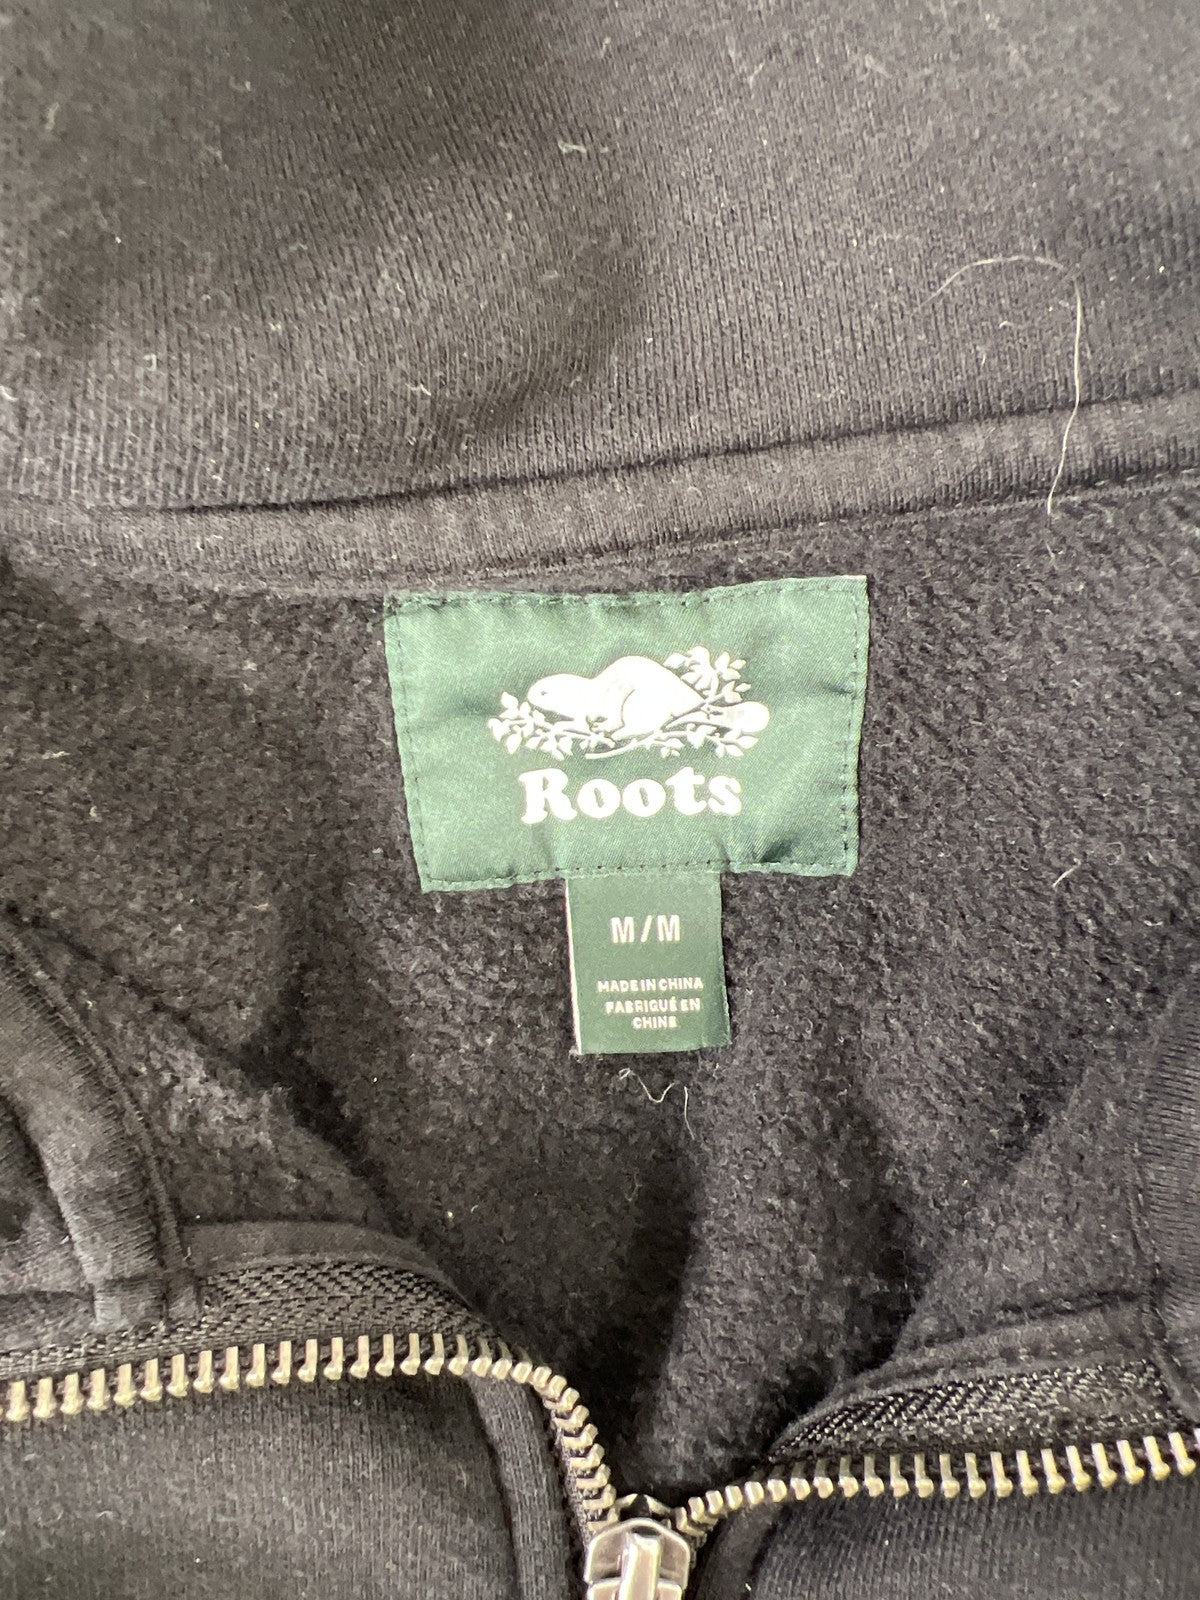 Roots
M/M
MADE IN CHINA
FABRIQUÉ EN
CHINE